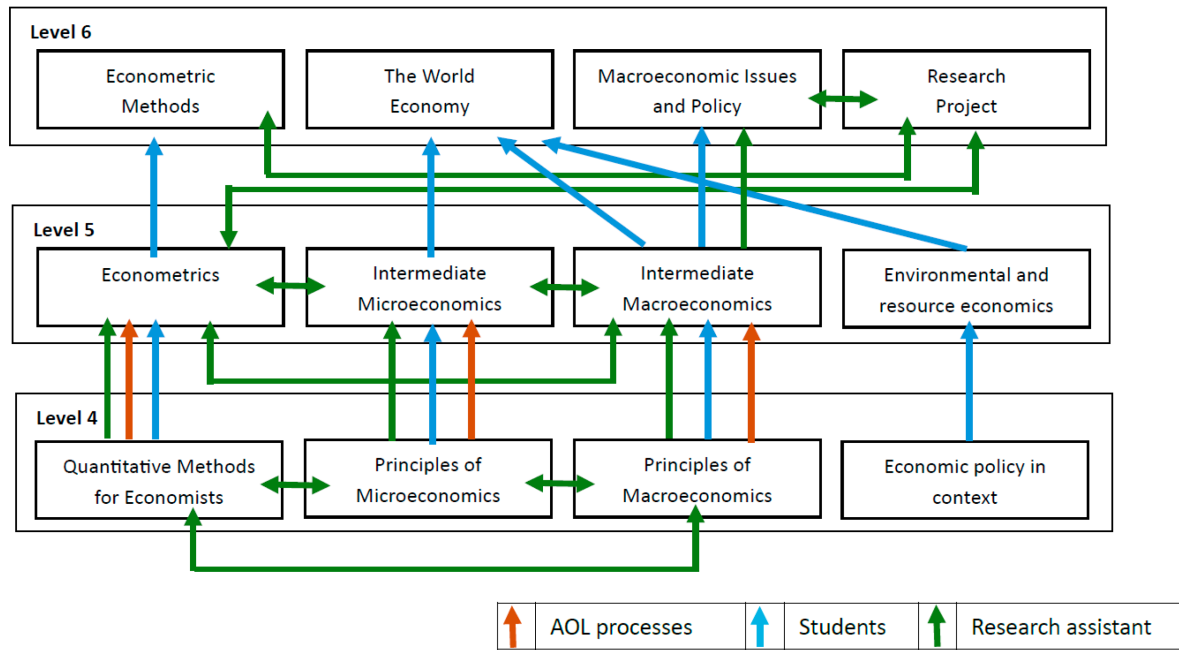 Level 6
Econometric
Methods
The World
Economy
Macroeconomic Issues
and Policy
Research
Project
Level 5
Econometrics
Intermediate
Microeconomics
Intermediate
Macroeconomics
Environmental and
resource economics
Level 4
Quantitative Methods
for Economists
Principles of
Microeconomics
Principles of
Macroeconomics
Economic policy in
context
AOL processes
Students
Research assistant